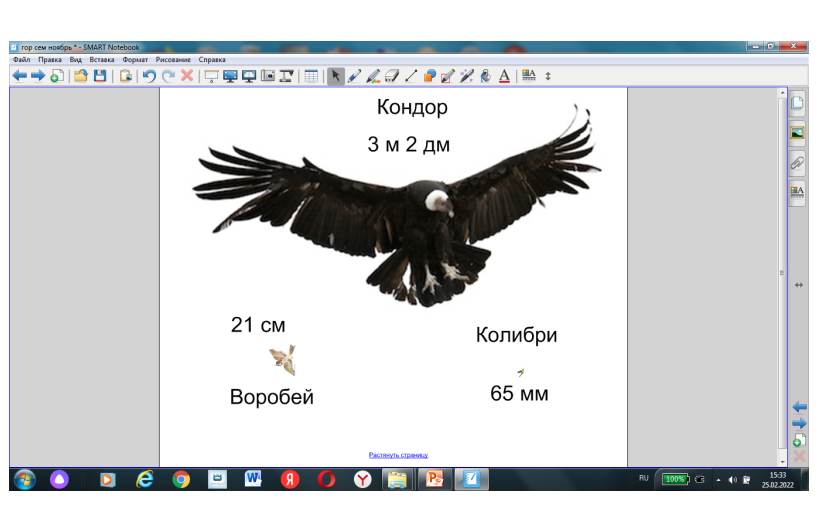 гор сем ноябрь * - SMART Notebook
Файл Правка Вид Вставка Формат Рисование Справка
Кондор
3 м 2 дм
21 см
Колибри
Воробей
65 мм
Растянуть страницу
RU 100% 15:33
25.02.2022